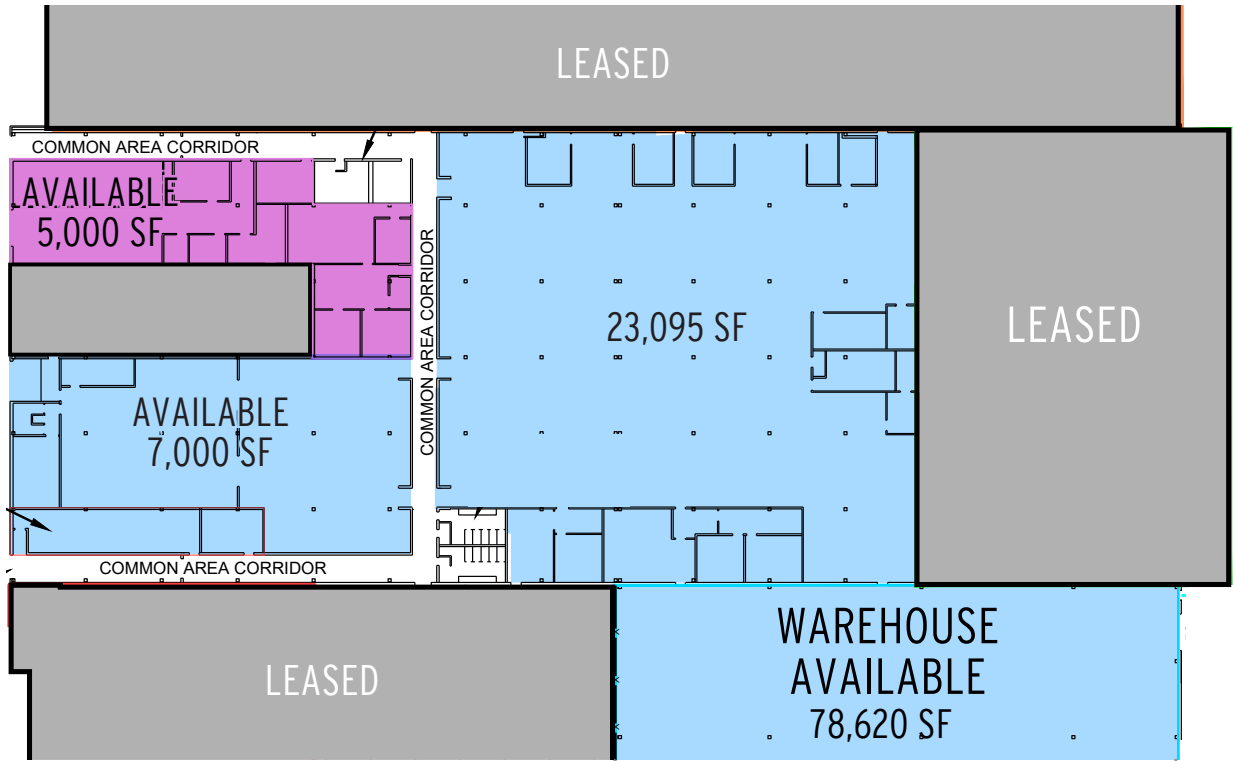 LEASED
COMMON AREA CORRIDOR
AVAILABLE
5,000 SF
COMMON AREA CORRIDOR
23,095 SF
LEASED
AVAILABLE
7,000 SF
COMMON AREA CORRIDOR
LEASED
WAREHOUSE
AVAILABLE
78,620 SF